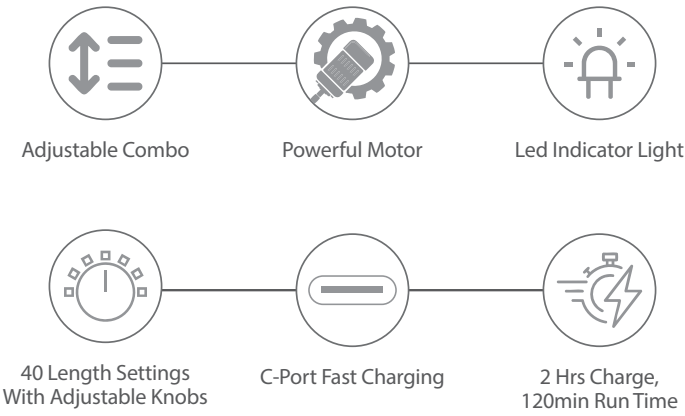 Adjustable Combo
Powerful Motor
Led Indicator Light
40 Length Settings
With Adjustable Knobs
C-Port Fast Charging
2 Hrs Charge,
120min Run Time